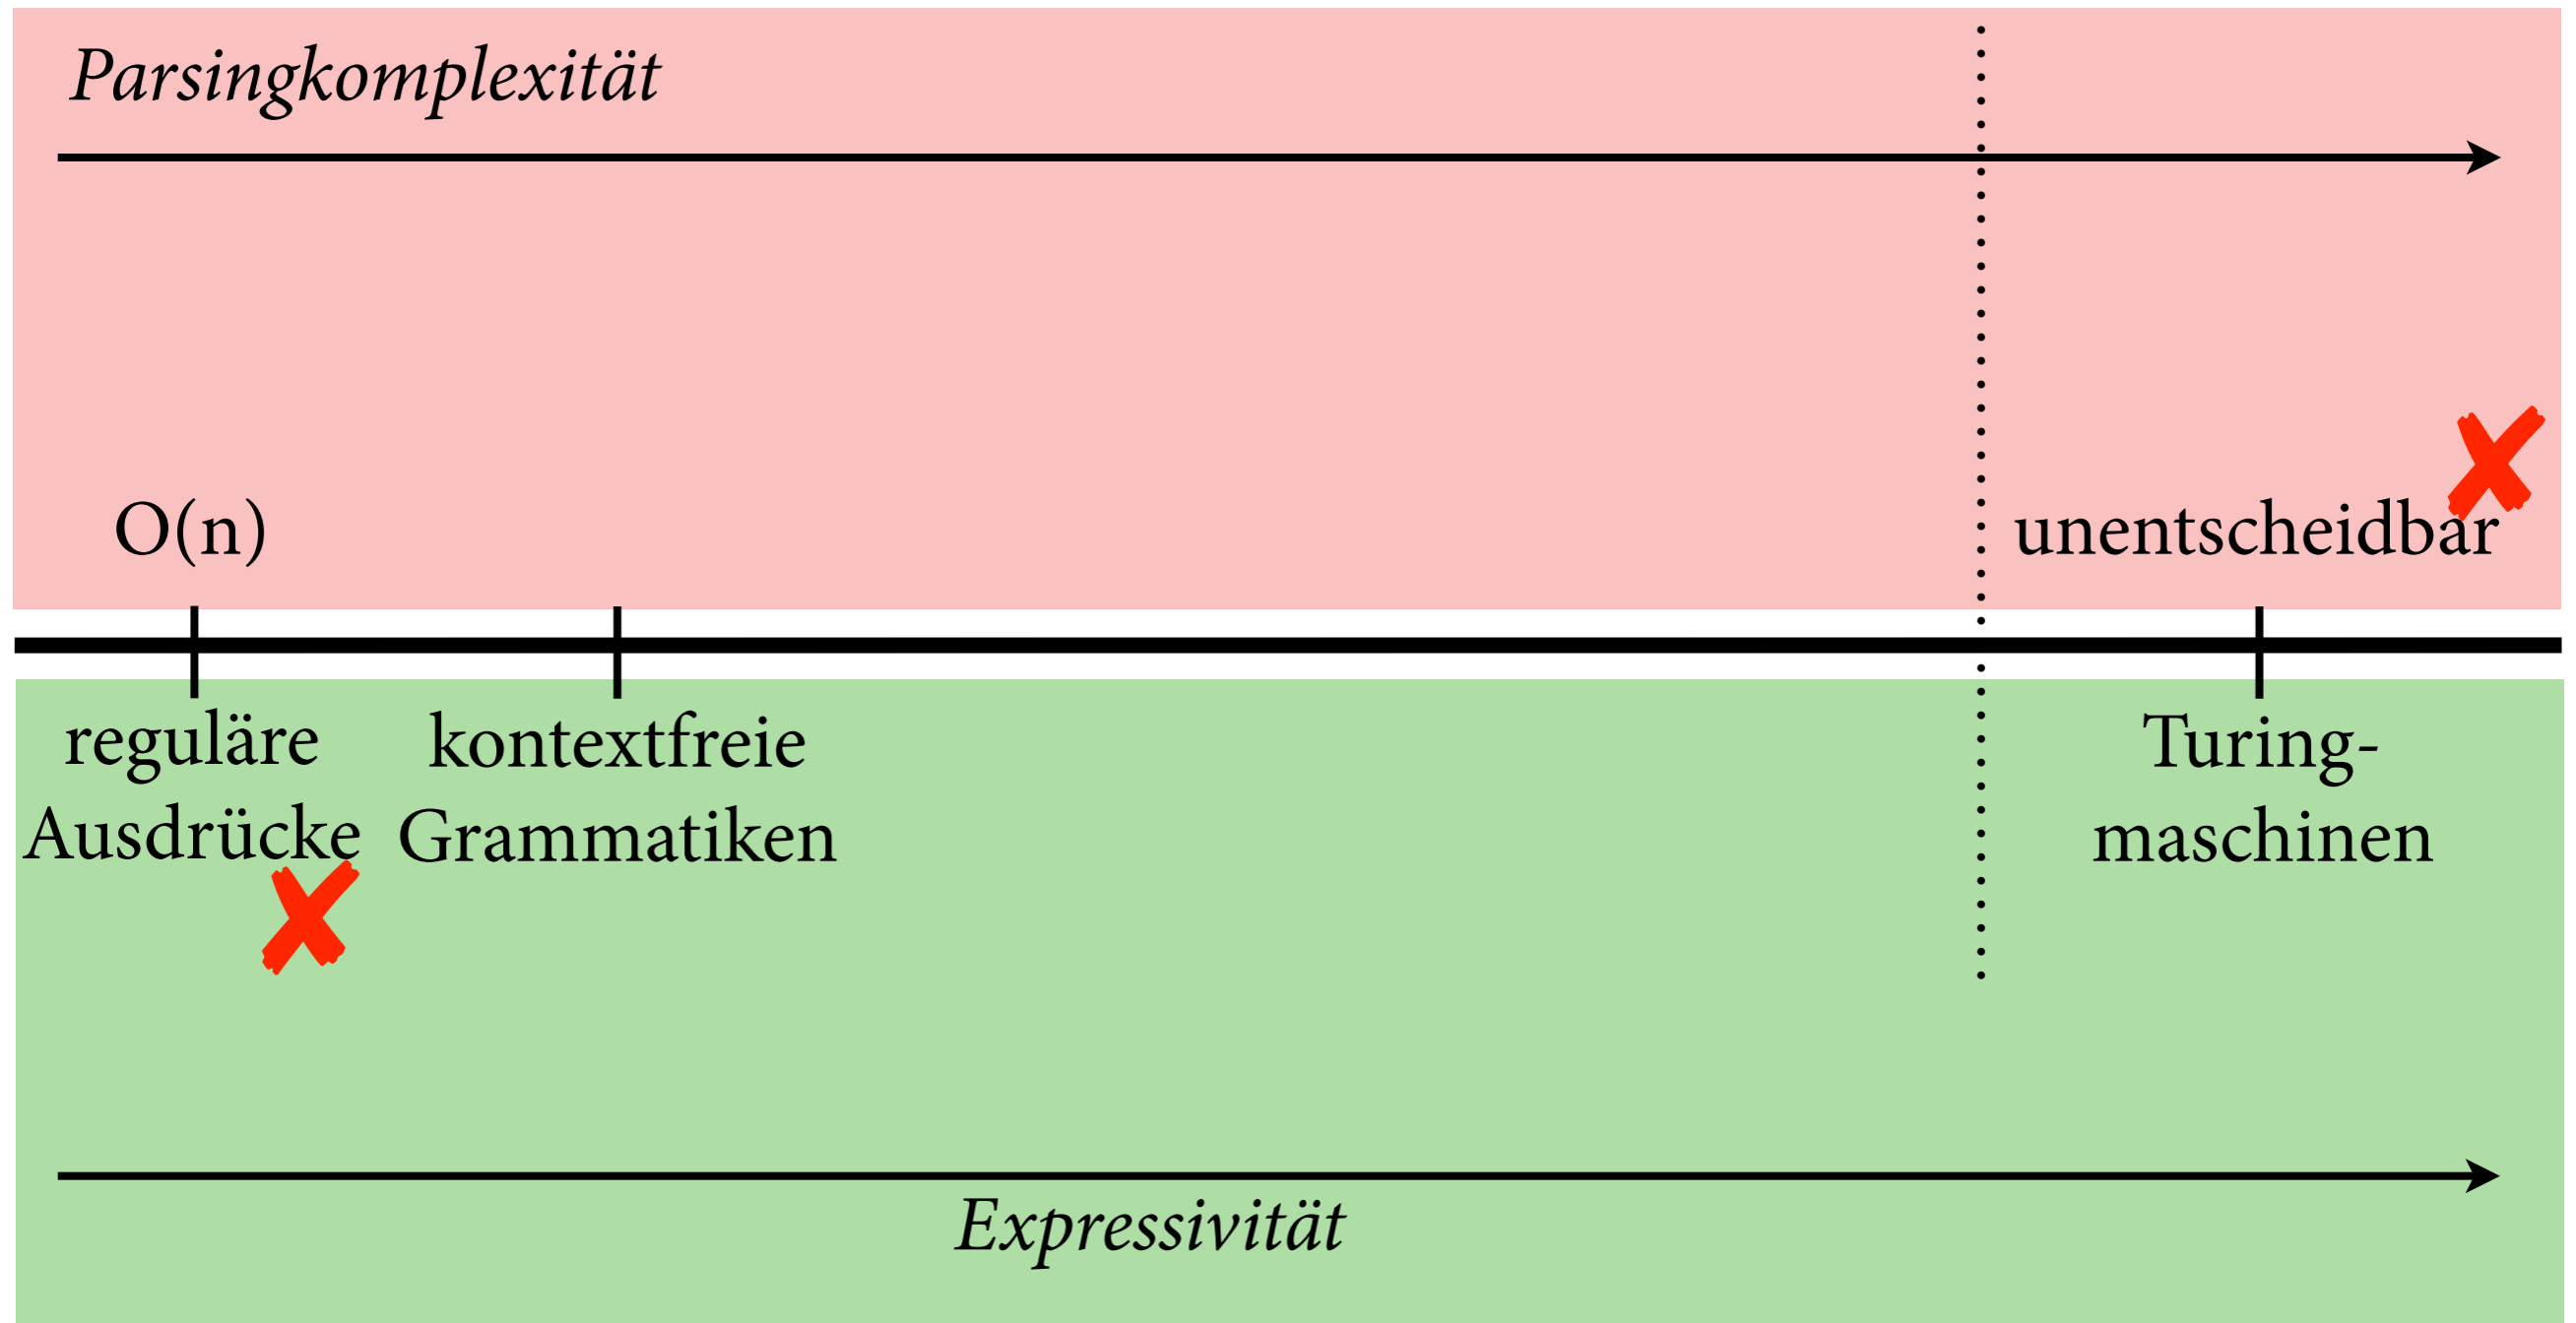 Parsingkomplexität
O(n)
unentscheidbar
reguläre
Ausdrücke
kontextfreie
Grammatiken
Turing-
maschinen
Expressivität